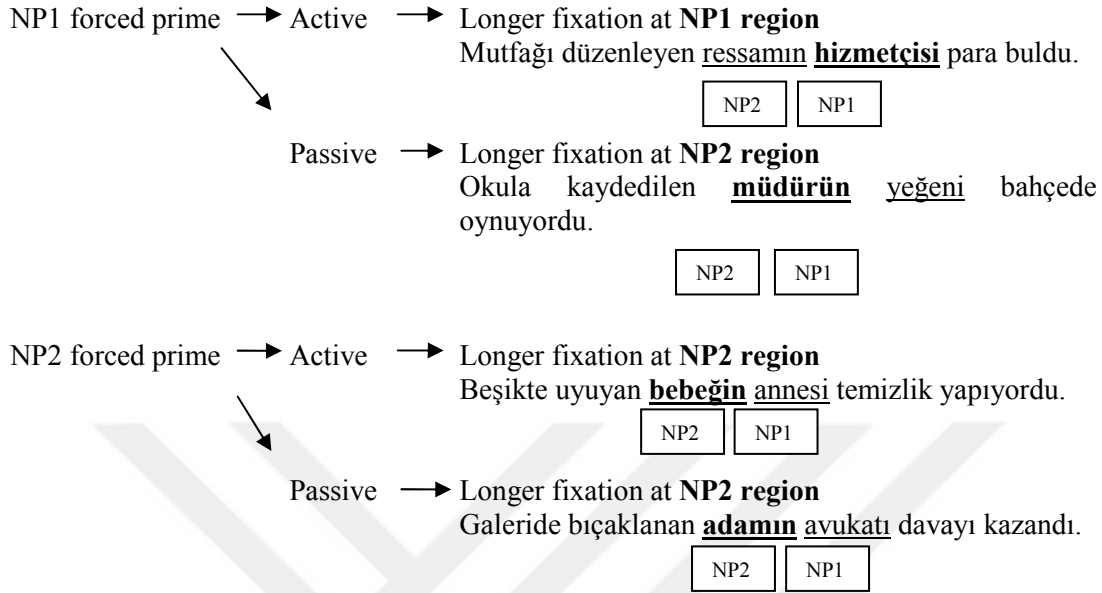 NP1 forced prime Active Longer fixation at NP1 region
Mutfağı düzenleyen ressamın hizmetçisi para buldu.
NP2 NP1
Passive Longer fixation at NP2 region
Okula kaydedilen müdürün yeğeni bahçede
oynuyordu.
NP2 NP1
NP2 forced prime Active Longer fixation at NP2 region
Beşikte uyuyan bebeğin annesi temizlik yapıyordu.
NP2 NP1
Passive Longer fixation at NP2 region
Galeride bıçaklanan adamın avukatı davayı kazandı.
NP2 NP1